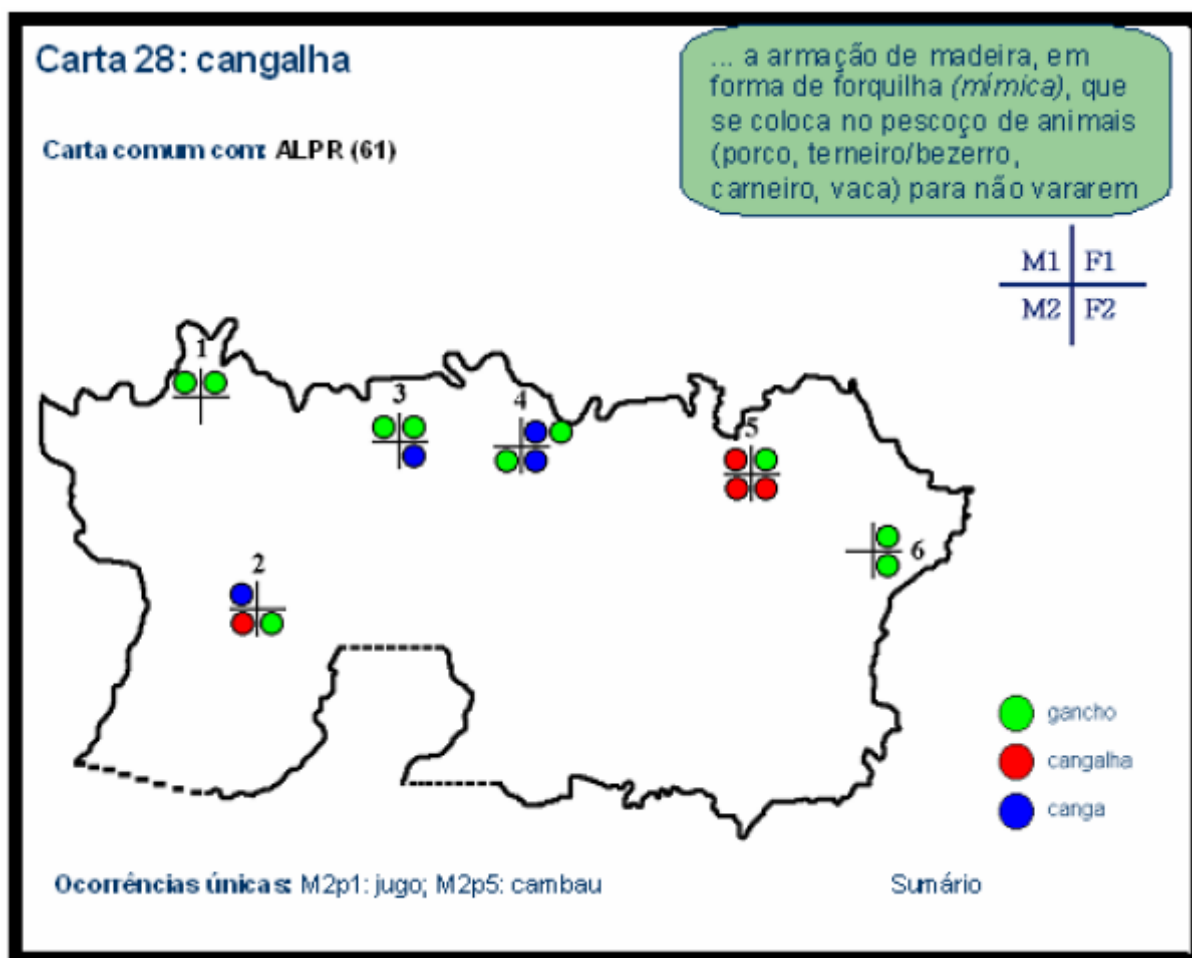 Carta 28: cangalha
... a armação de madeira, em
forma de forquilha (mímica), que
se coloca no pescoço de animais
(porco, terneiro/bezerro,
carneiro, vaca) para não vararem
Carta comum com: ALPR (61)
M1 F1
M2 F2
1
3
4
5
6
2
gancho
cangalha
canga
Ocorrências únicas: M2p1: jugo; M2p5: cambau
Sumário